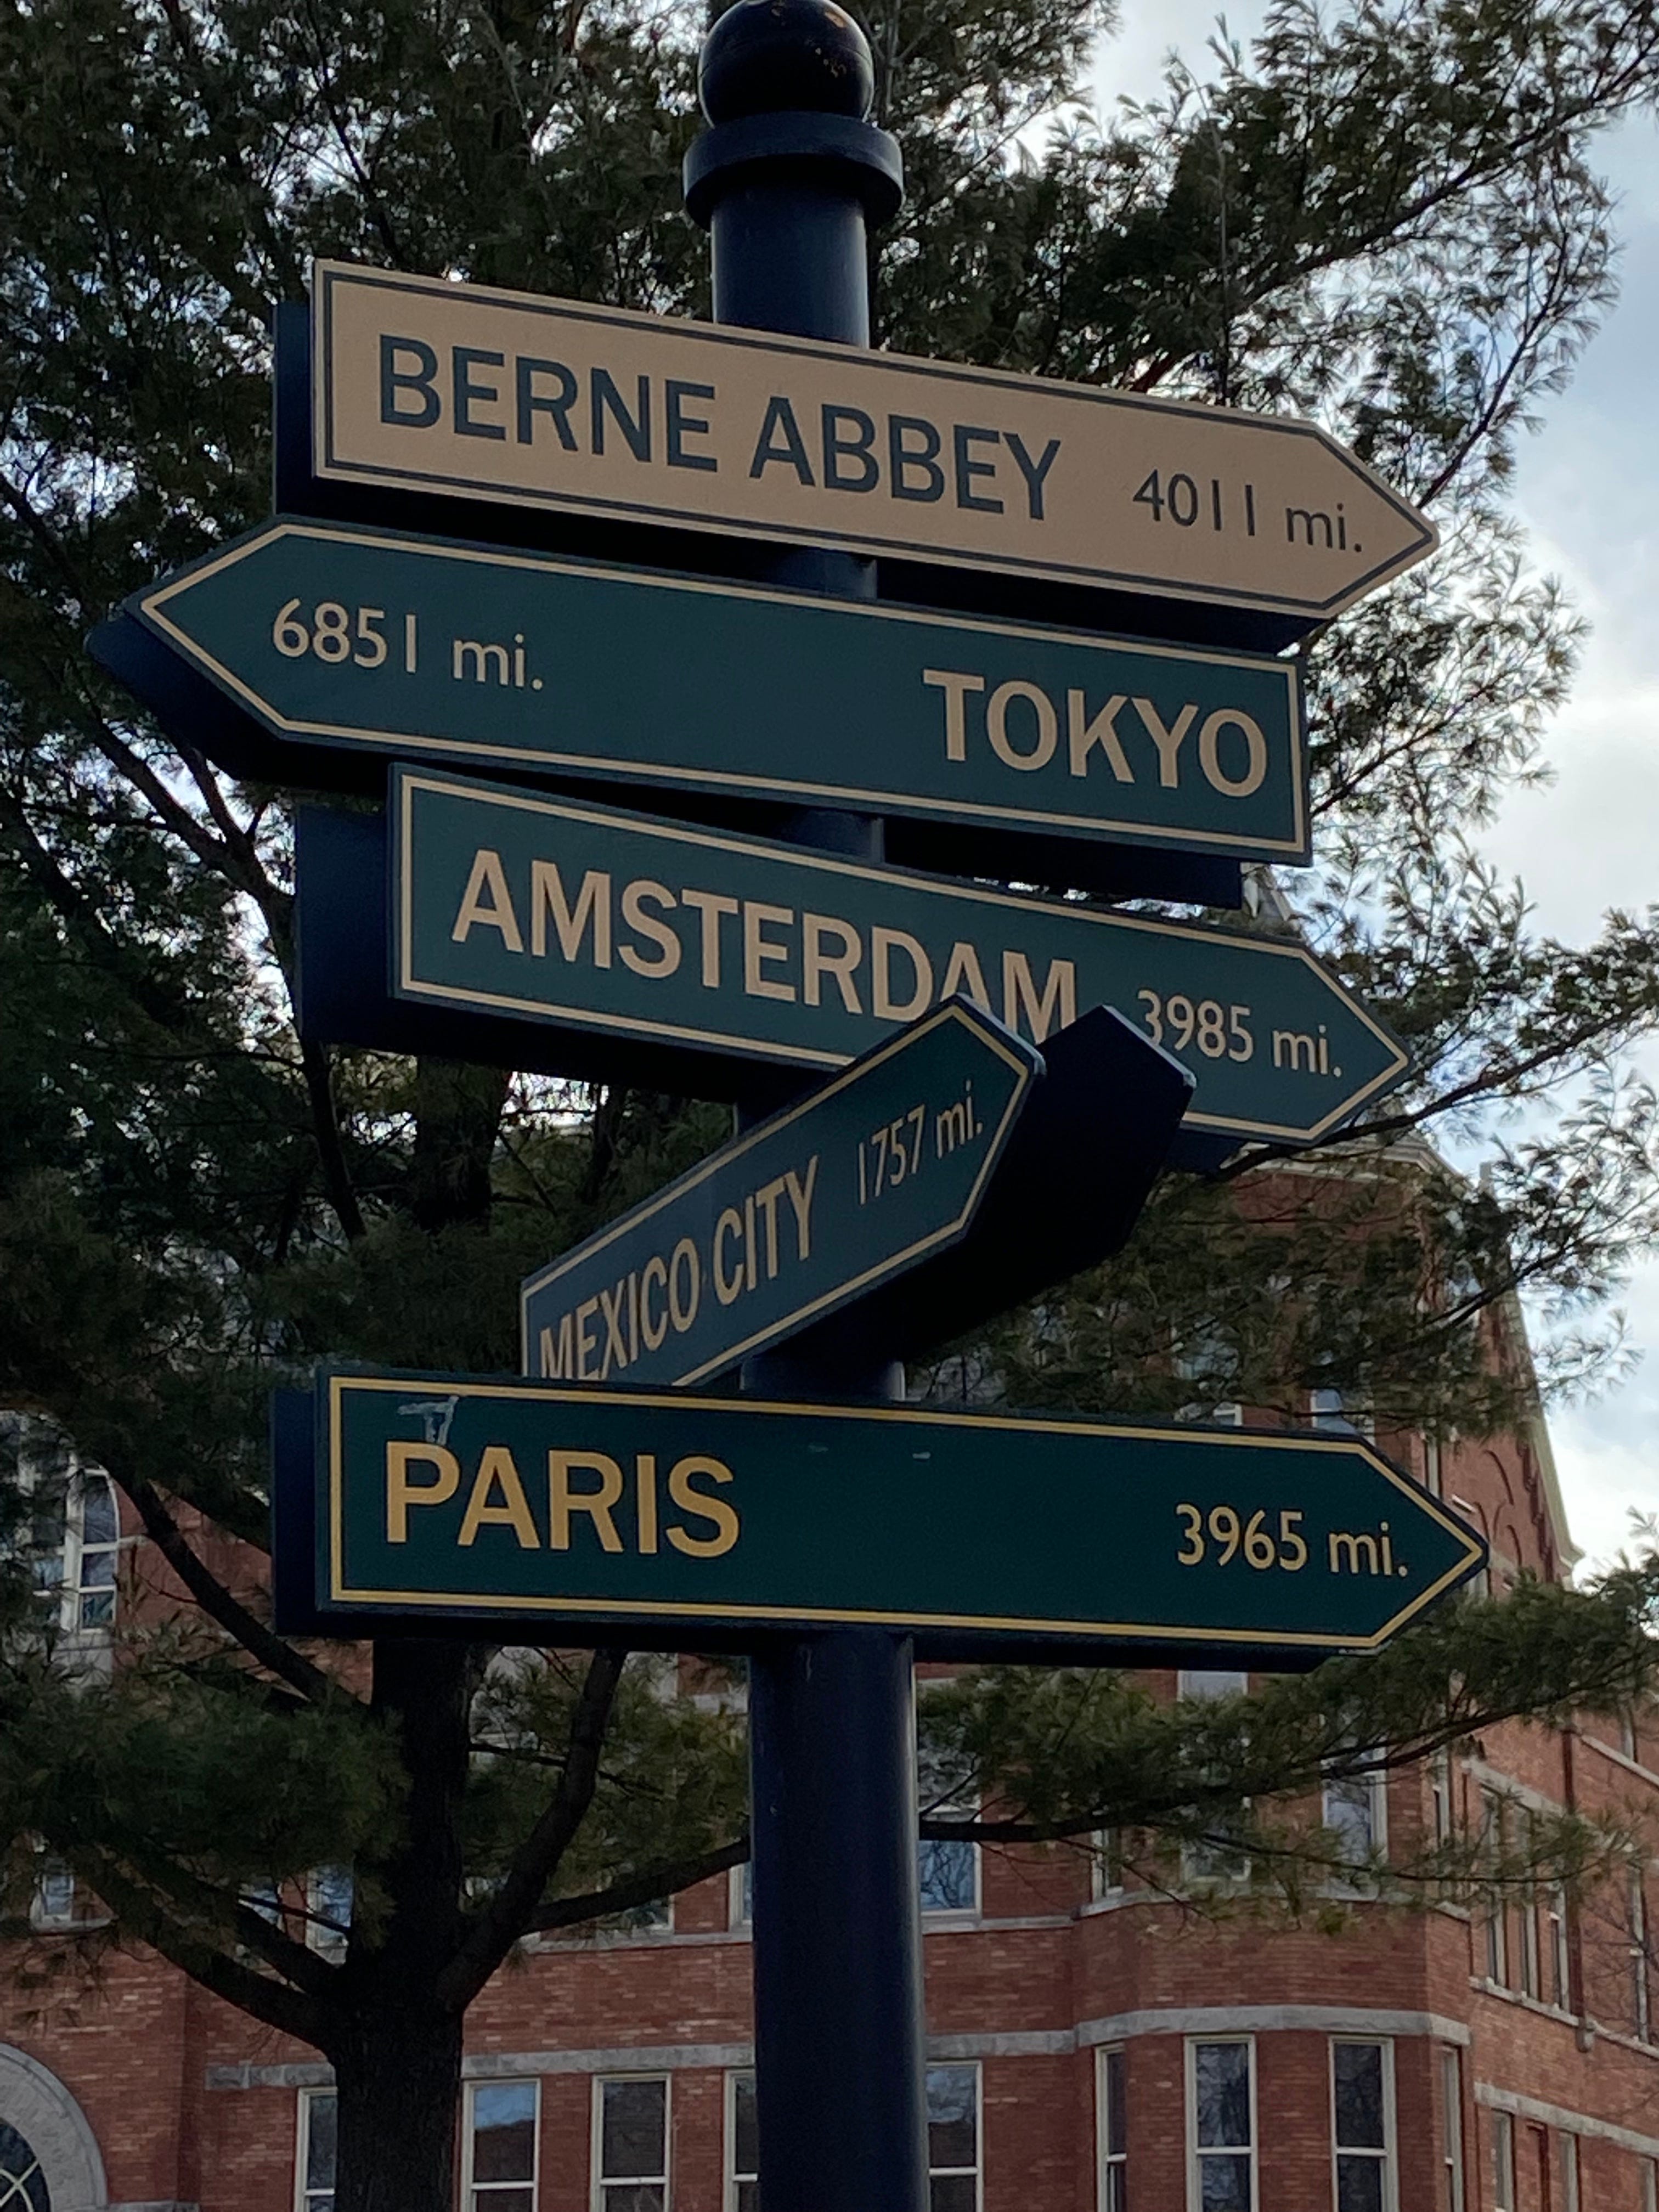 BERNE ABBEY 4011 mi.
6851 mi. TOKYO
AMSTERDAM 3985 mi.
MEXICO CITY 1757 mi.
PARIS 3965 mi.